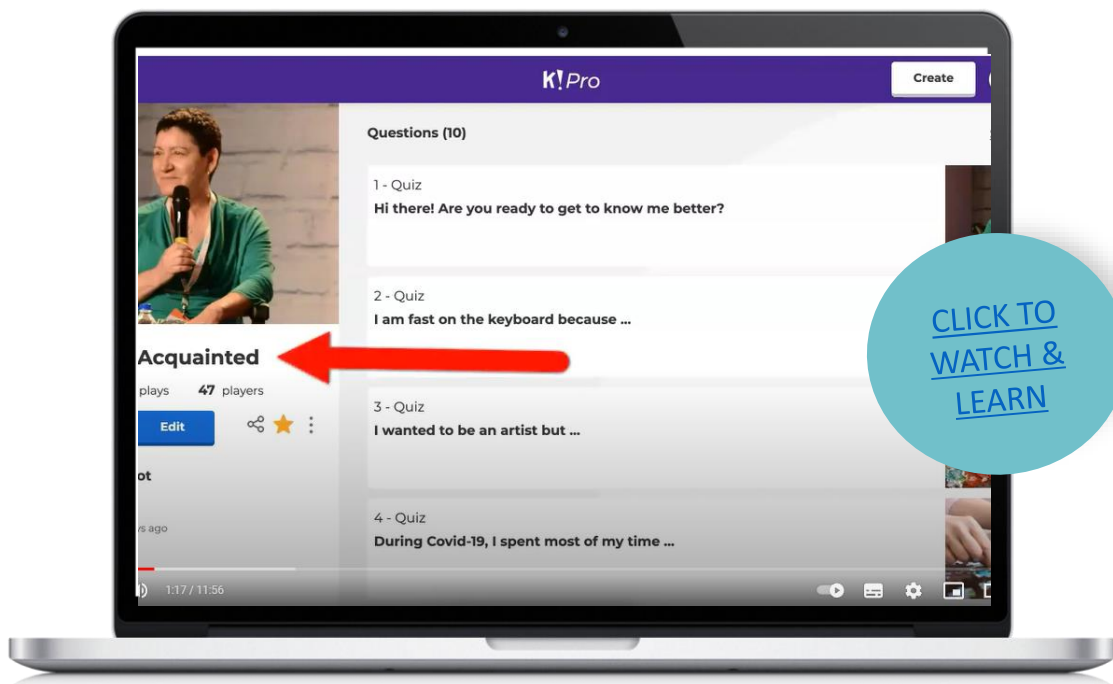 K! Pro
Create
Questions (10)
1 - Quiz
Hi there! Are you ready to get to know me better?
2 - Quiz
I am fast on the keyboard because ...
Acquainted
plays 47 players
Edit
3 - Quiz
I wanted to be an artist but ...
ot
ys ago
4 - Quiz
During Covid-19, I spent most of my time ...
1:17 / 11:56
CLICK TO
WATCH &
LEARN